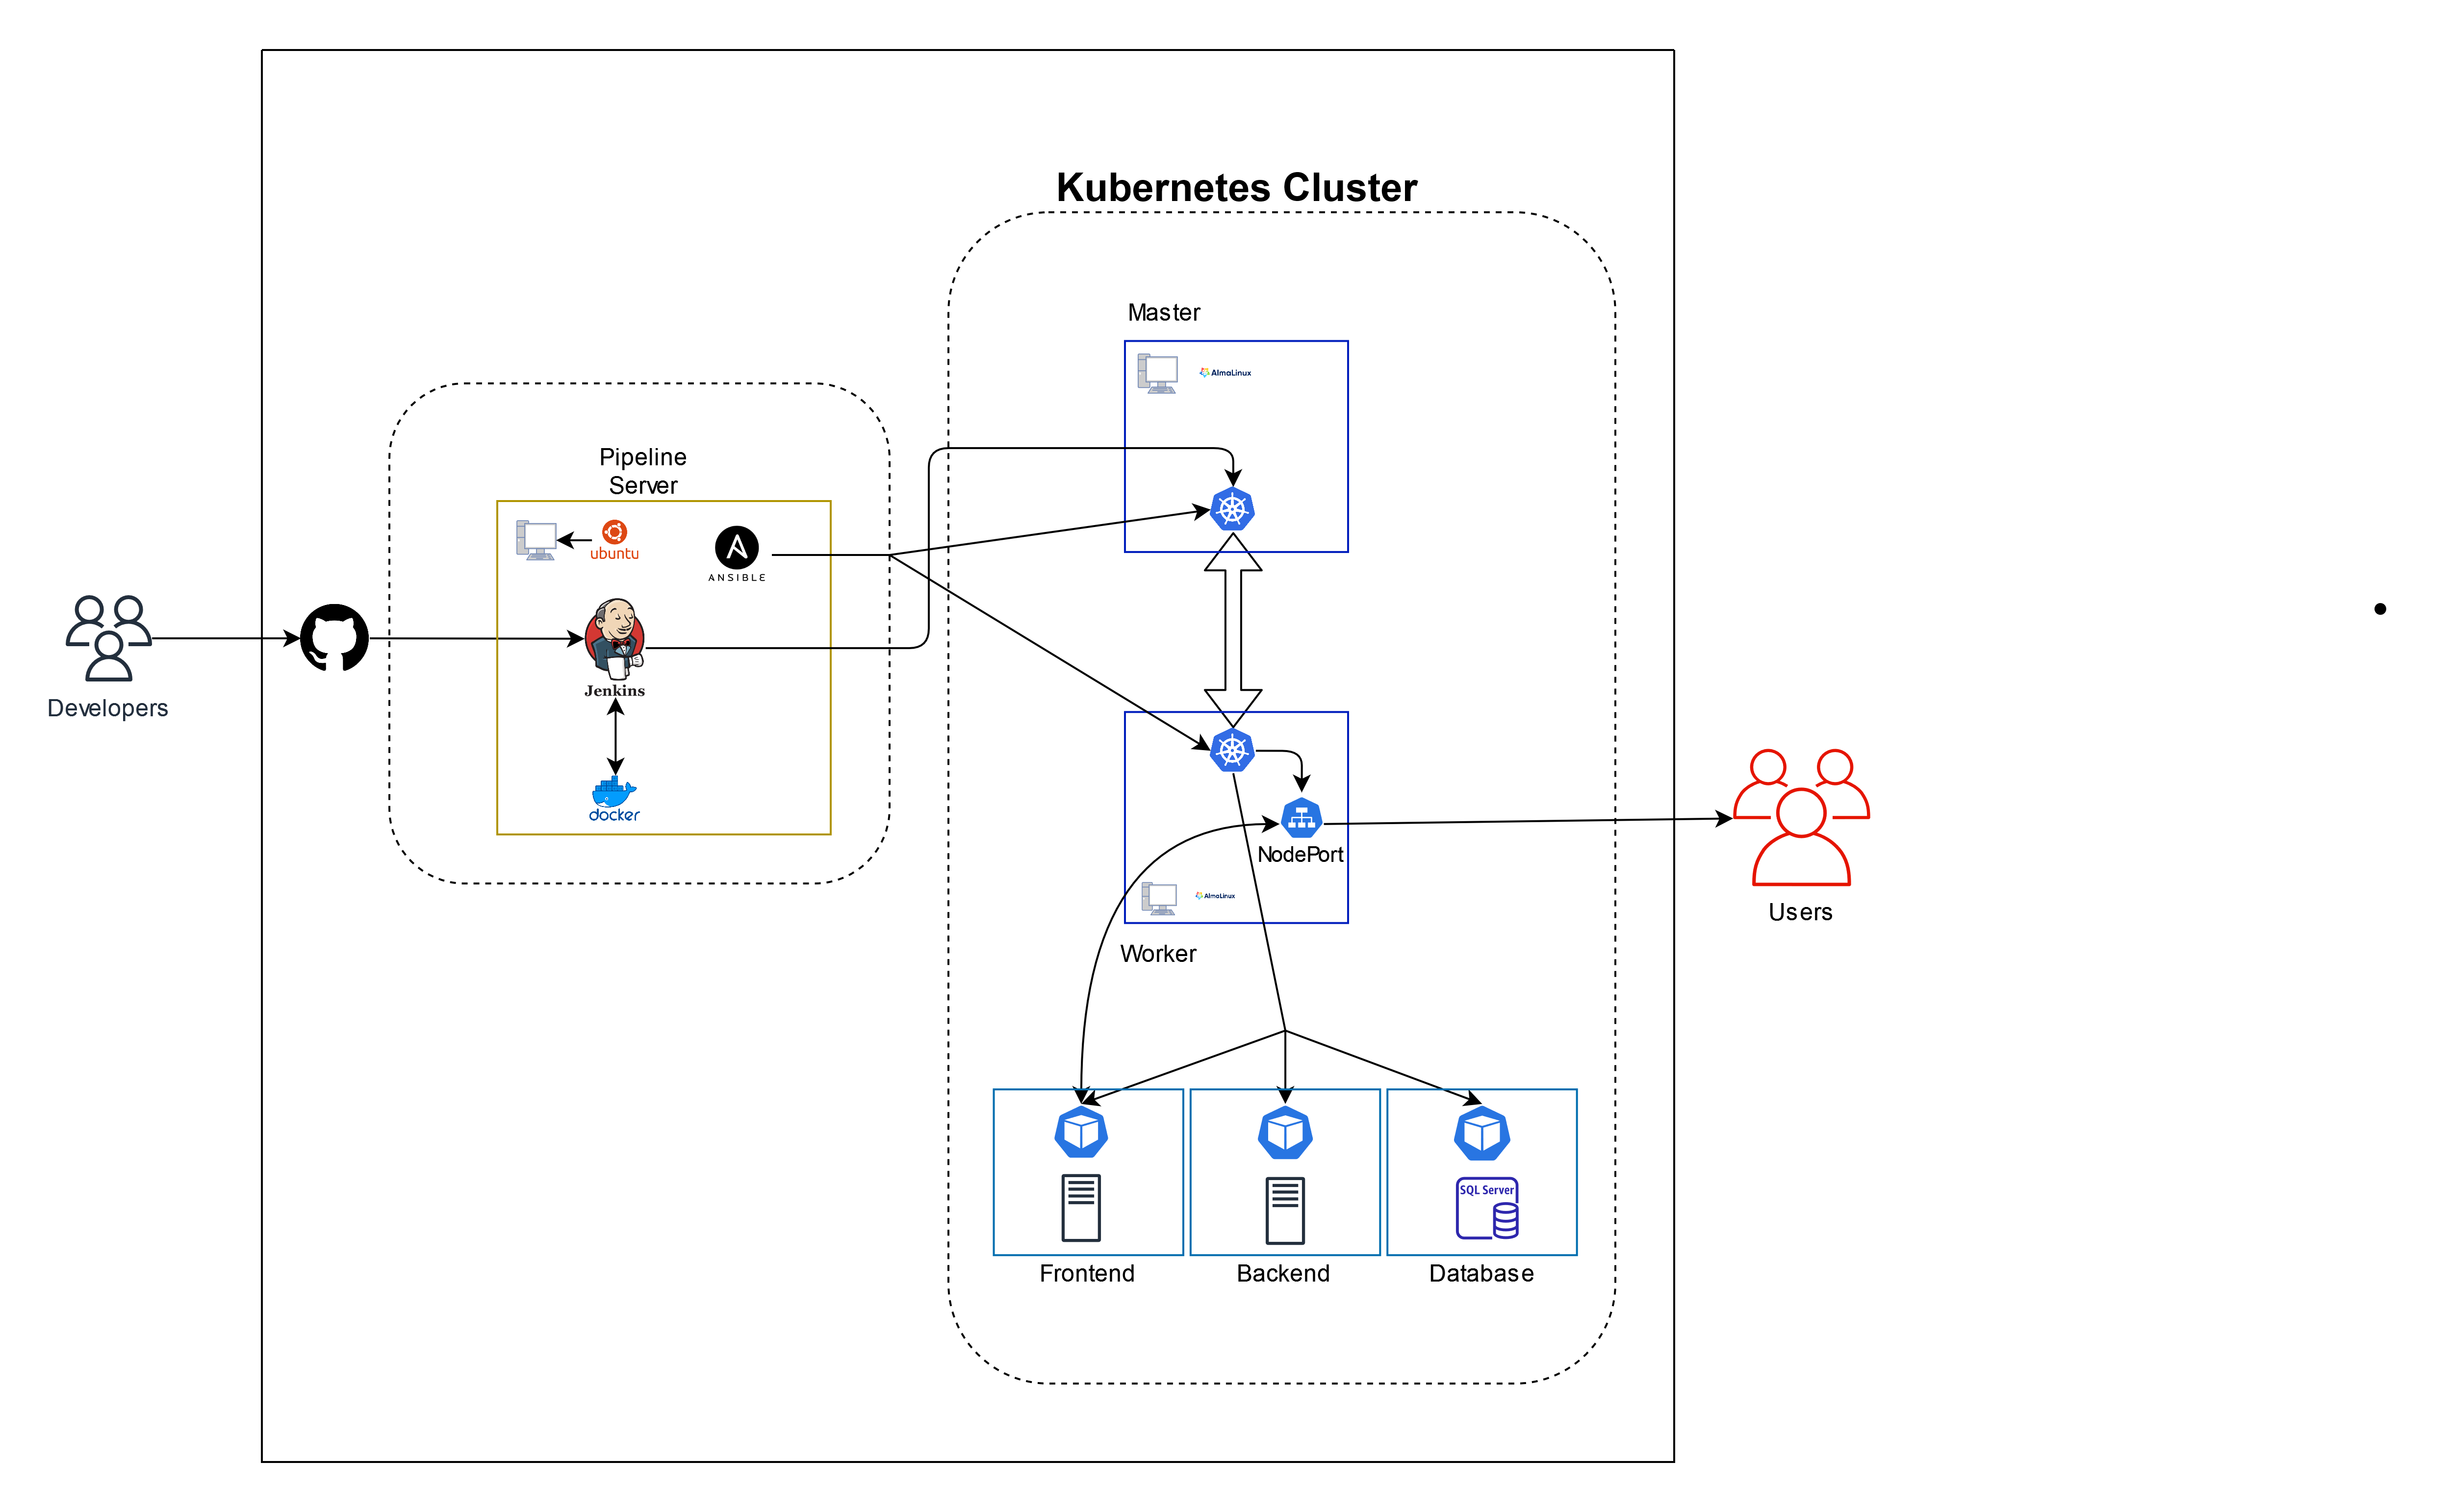 Kubernetes Cluster
Master
AlmaLinux
Pipeline
Server
ubuntu
ANSIBLE
Jenkins
docker
Developers
NodePort
AlmaLinux
Worker
Users
SQL Server
Frontend
Backend
Database